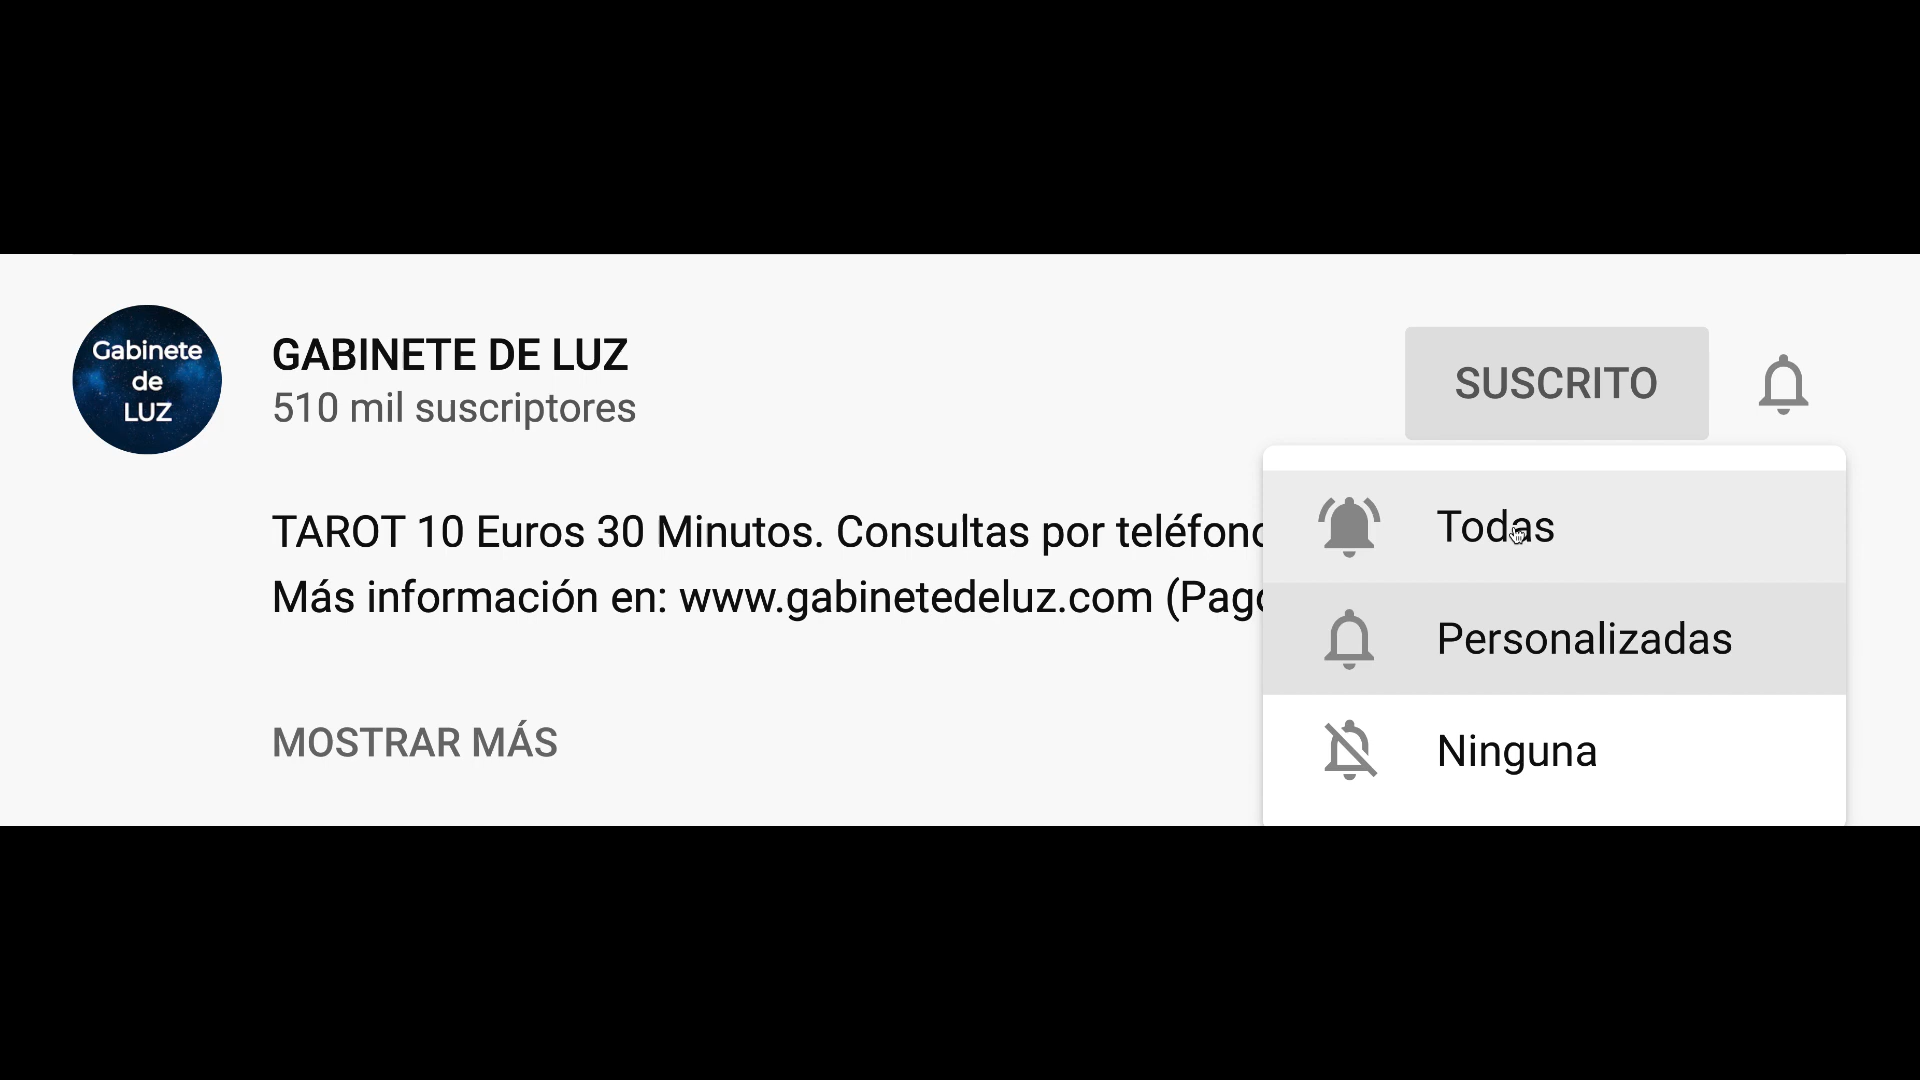 Gabinete
de
LUZ
GABINETE DE LUZ
510 mil suscriptores
SUSCRITO
TAROT 10 Euros 30 Minutos. Consultas por teléfono
Más información en: www.gabinetedeluz.com (Pago
MOSTRAR MÁS
Todas
Personalizadas
Ninguna